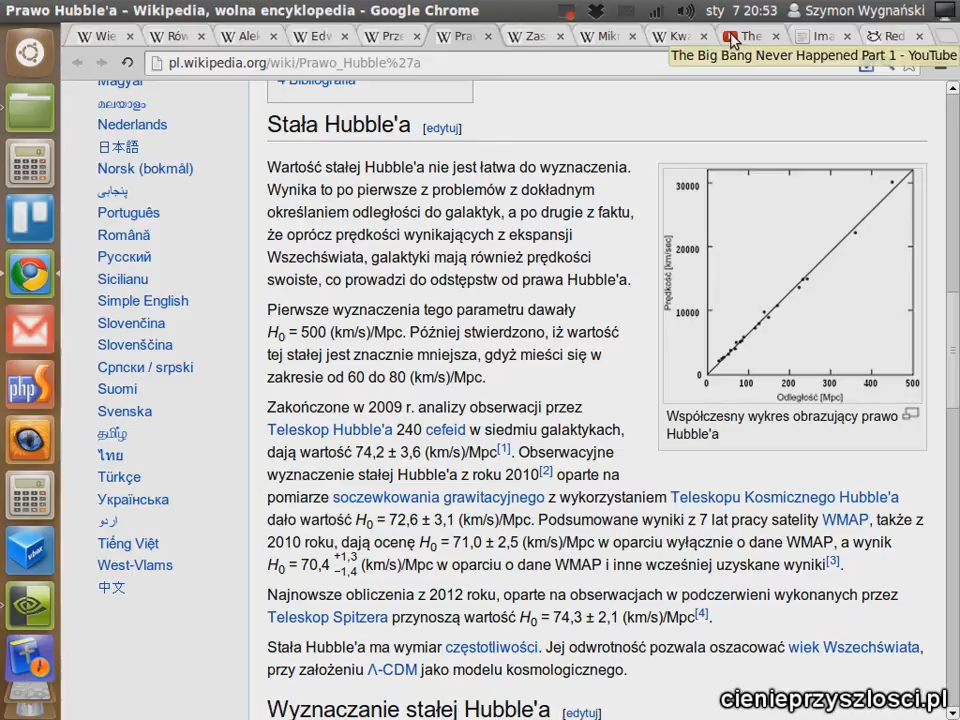 Prawo Hubble'a – Wikipedia, wolna encyklopedia - Google Chrome
sty 7 20:53 Szymon Wygnański
Wie Rów Alek Edw Prze Pra Zas Mik Kwa The Ima Red
pl.wikipedia.org/wiki/Prawo_Hubble%27a
The Big Bang Never Happened Part 1 - YouTube
Magyar
മലയാളം
Nederlands
日本語
Norsk (bokmål)
پنجابی
Português
Română
Русский
Sicilianu
Simple English
Slovenčina
Slovenščina
Српски / srpski
Suomi
Svenska
தமிழ்
ไทย
Türkçe
Українська
اردو
Tiếng Việt
West-Vlams
中文
4 Bibliografia
Stała Hubble'a [edytuj]
Wartość stałej Hubble'a nie jest łatwa do wyznaczenia.
Wynika to po pierwsze z problemów z dokładnym
określaniem odległości do galaktyk, a po drugie z faktu,
że oprócz prędkości wynikających z ekspansji
Wszechświata, galaktyki mają również prędkości
swoiste, co prowadzi do odstępstw od prawa Hubble'a.
Pierwsze wyznaczenia tego parametru dawały
H0 = 500 (km/s)/Mpc. Później stwierdzono, iż wartość
tej stałej jest znacznie mniejsza, gdyż mieści się w
zakresie od 60 do 80 (km/s)/Mpc.
Zakończone w 2009 r. analizy obserwacji przez
Teleskop Hubble'a 240 cefeid w siedmiu galaktykach,
dają wartość 74,2 ± 3,6 (km/s)/Mpc[1]. Obserwacyjne
wyznaczenie stałej Hubble'a z roku 2010[2] oparte na
pomiarze soczewkowania grawitacyjnego z wykorzystaniem Teleskopu Kosmicznego Hubble'a
dało wartość H0 = 72,6 ± 3,1 (km/s)/Mpc. Podsumowanie wyniki z 7 lat pracy satelity WMAP, także z
2010 roku, dają ocenę H0 = 71,0 ± 2,5 (km/s)/Mpc w oparciu wyłącznie o dane WMAP, a wynik
H0 = 70,4 +1,3 −1,4 (km/s)/Mpc w oparciu o dane WMAP i inne wcześniej uzyskane wyniki[3].
Najnowsze obliczenia z 2012 roku, oparte na obserwacjach w podczerwieni wykonanych przez
Teleskop Spitzera przynoszą wartość H0 = 74,3 ± 2,1 (km/s)/Mpc[4].
Stała Hubble'a ma wymiar częstotliwości. Jej odwrotność pozwala oszacować wiek Wszechświata,
przy założeniu Λ-CDM jako modelu kosmologicznego.
Wyznaczanie stałej Hubble'a [edytuj]
30000
20000
10000
0
Prędkość [km/sec]
0 100 200 300 400 500
Odległość [Mpc]
Współczesny wykres obrazujący prawo
Hubble'a
php
vbox
cienieprzyszlosci.pl